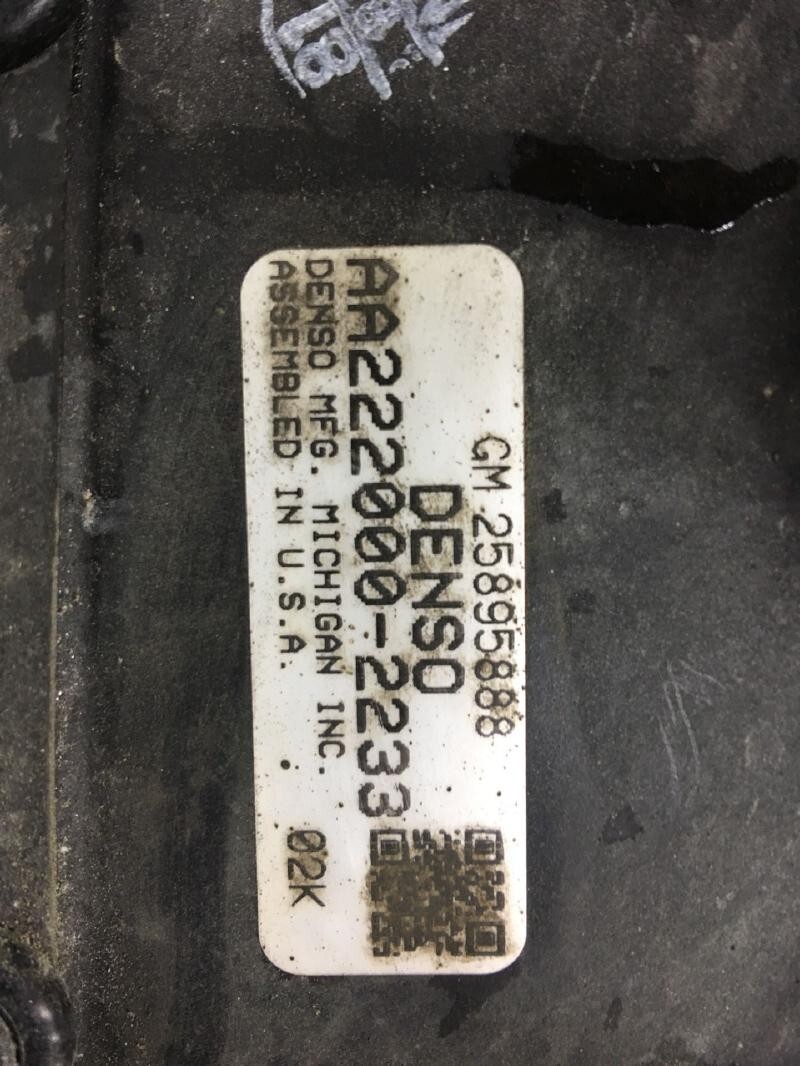 GM 25895888
DENSO
AA222000-2233
DENSO MFG. MICHIGAN INC.
ASSEMBLED IN U.S.A.
02K